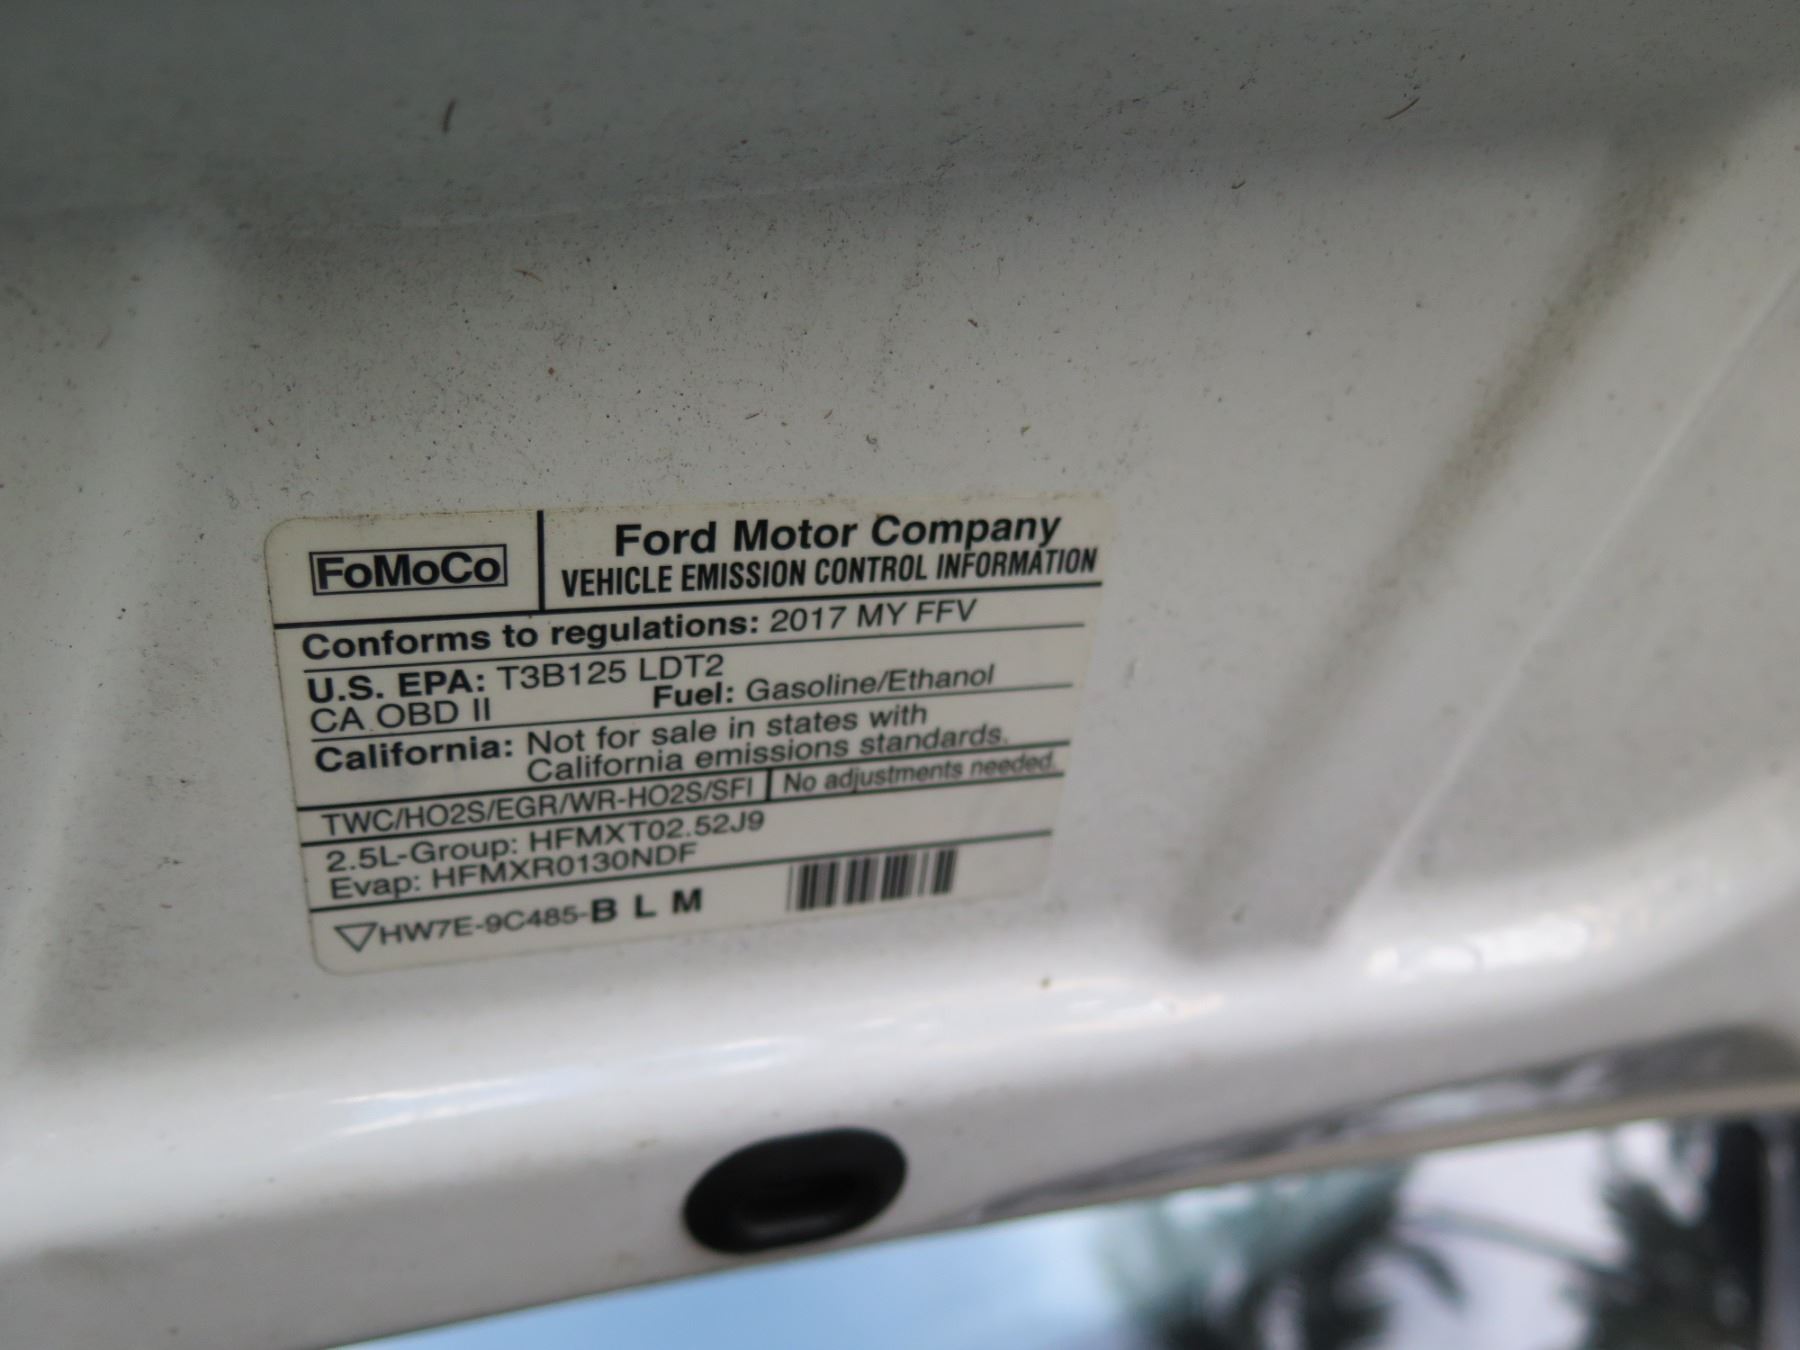 FoMoCo
Ford Motor Company
VEHICLE EMISSION CONTROL INFORMATION
Conforms to regulations: 2017 MY FFV
U.S. EPA: T3B125 LDT2
CA OBD II Fuel: Gasoline/Ethanol
California: Not for sale in states with
California emissions standards.
TWC/HO2S/EGR/WR-HO2S/SFI No adjustments needed.
2.5L-Group: HFMXT02.52J9
Evap: HFMXR0130NDF
HW7E-9C485-B L M